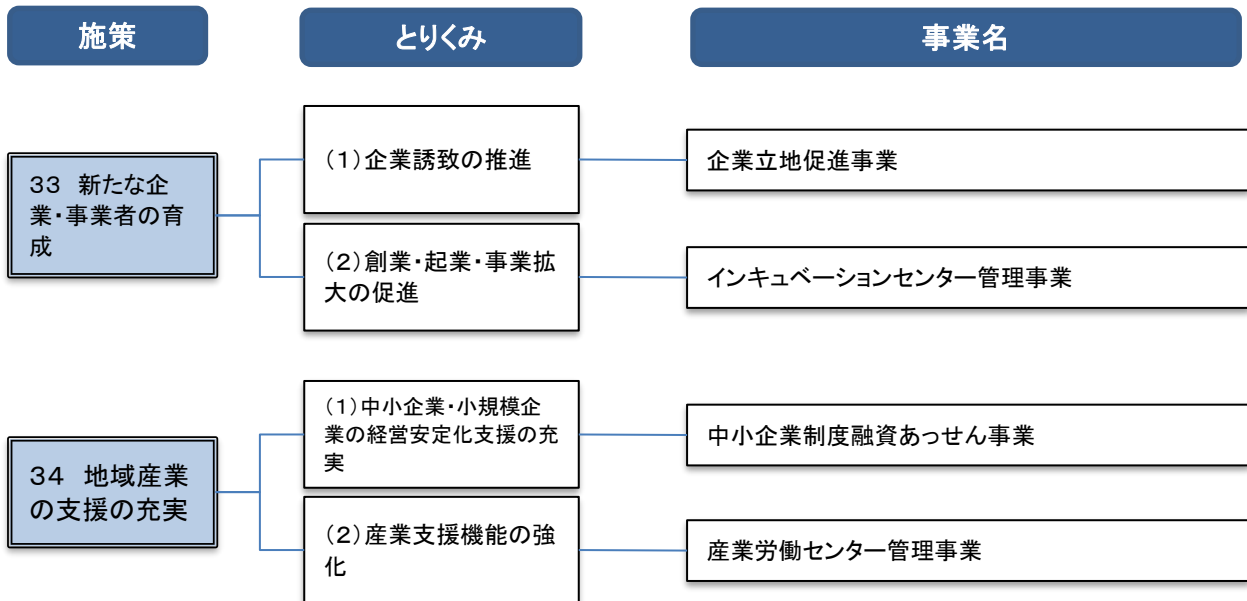 施策
とりくみ
事業名
33 新たな企
業・事業者の育
成
(1)企業誘致の推進
企業立地促進事業
(2)創業・起業・事業拡
大の促進
インキュベーションセンター管理事業
34 地域産業
の支援の充実
(1)中小企業・小規模企
業の経営安定化支援の充
実
中小企業制度融資あっせん事業
(2)産業支援機能の強
化
産業労働センター管理事業